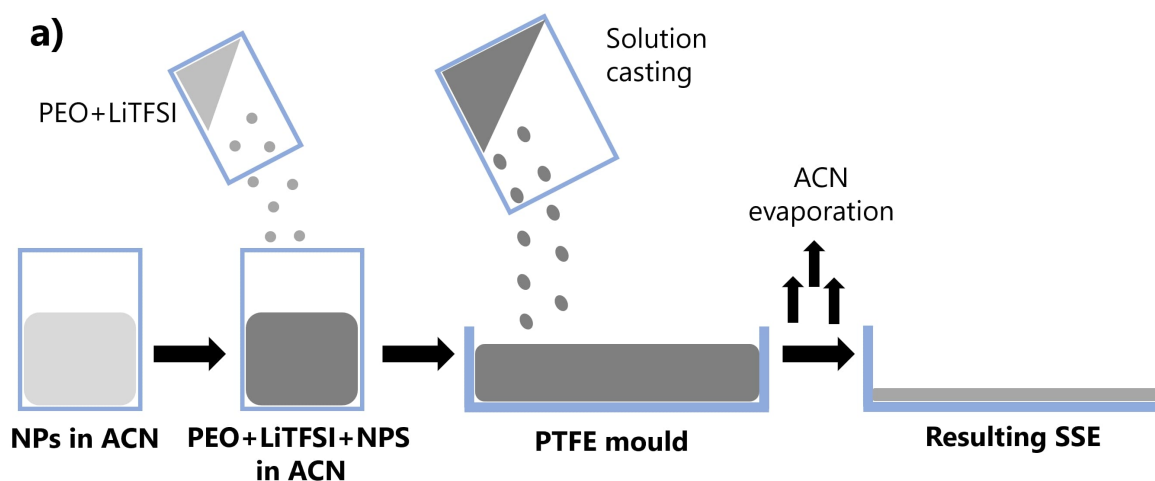 a)
PEO+LiTFSI
Solution
casting
ACN
evaporation
NPs in ACN
PEO+LiTFSI+NPS
in ACN
PTFE mould
Resulting SSE